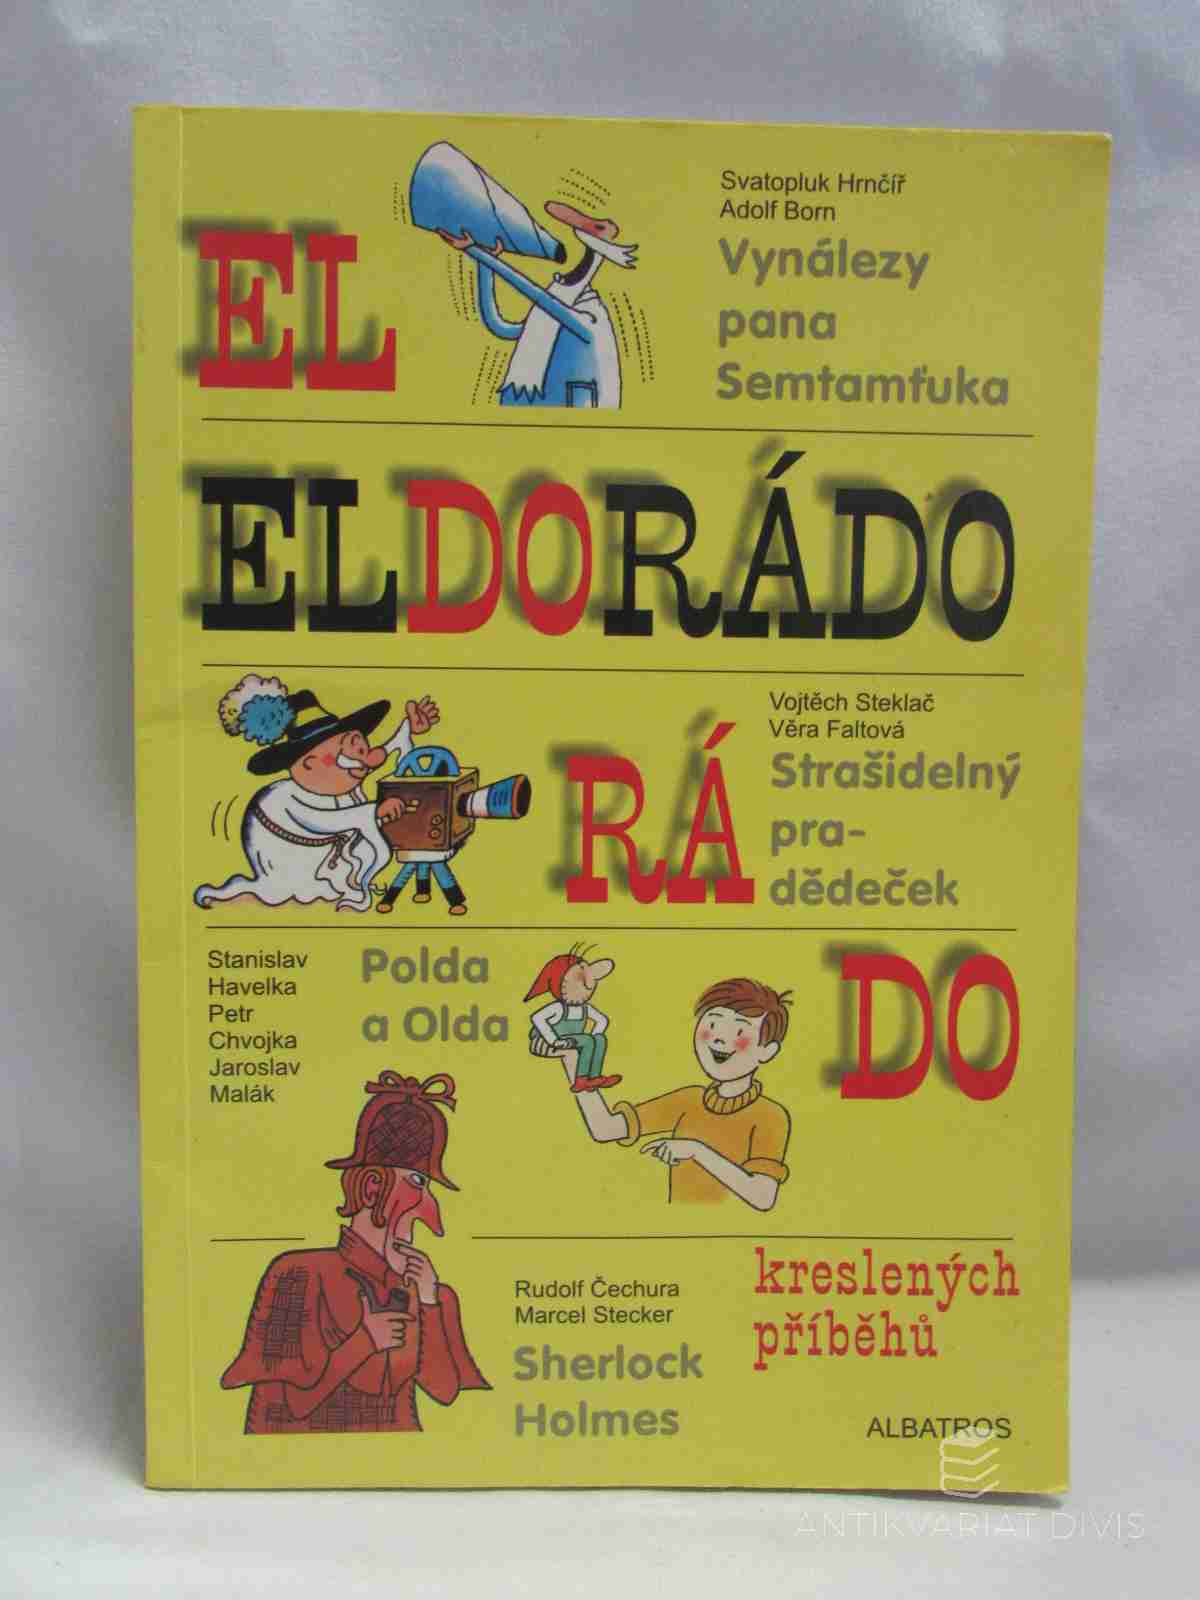 EL
Svatopluk Hrnčíř
Adolf Born
Vynálezy
pana
Semtamťuka
ELDORÁDO
RÁ
Vojtěch Steklač
Věra Faltová
Strašidelný
pra-
dědeček
Stanislav
Havelka
Petr
Chvojka
Jaroslav
Malák
Polda
a Olda
DO
Rudolf Čechura
Marcel Stecker
Sherlock
Holmes
kreslených
příběhů
ALBATROS
ANTIKVARIAT DIVIS